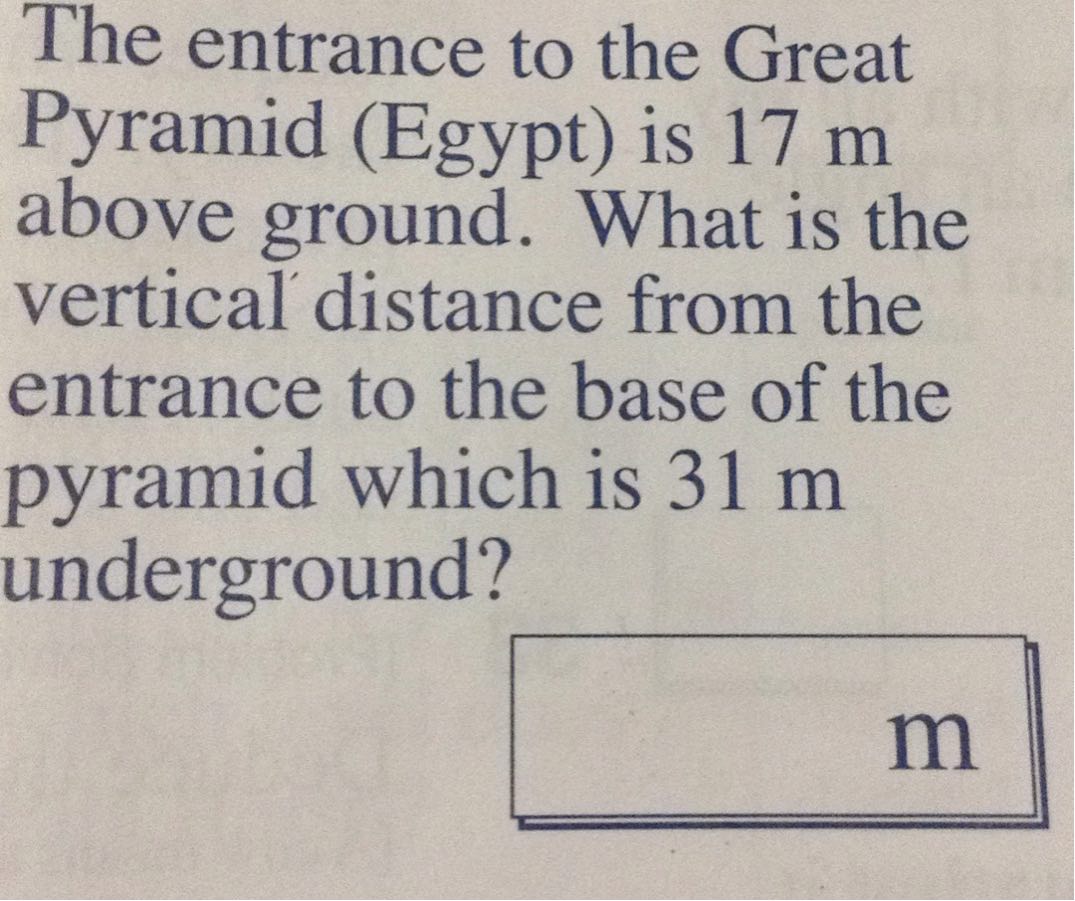 The entrance to the Great
Pyramid (Egypt) is 17 m
above ground. What is the
vertical distance from the
entrance to the base of the
pyramid which is 31 m
underground?
m